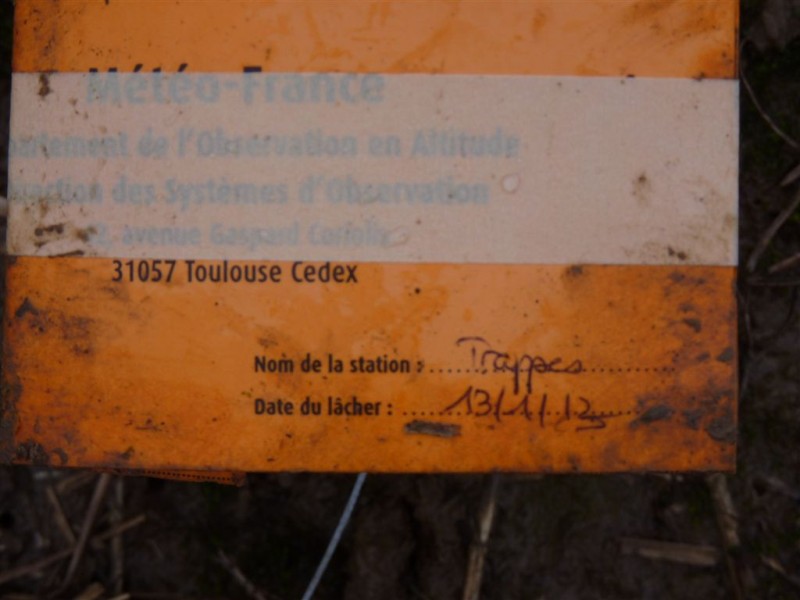 Météo-France
de l'Observation en Altitude
des Systèmes d'Observation
avenue Gaspard Coriolis
31057 Toulouse Cedex
Nom de la station : Trappes
Date du lâcher : 13/1/12